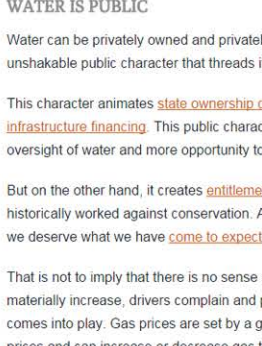 WATER IS PUBLIC
Water can be privately owned and privatel
unshakable public character that threads i
This character animates state ownership o
infrastructure financing. This public charac
oversight of water and more opportunity to
But on the other hand, it creates entitleme
historically worked against conservation. A
we deserve what we have come to expect
That is not to imply that there is no sense
materially increase, drivers complain and p
comes into play. Gas prices are set by a g
prices and can increase or decrease gas t